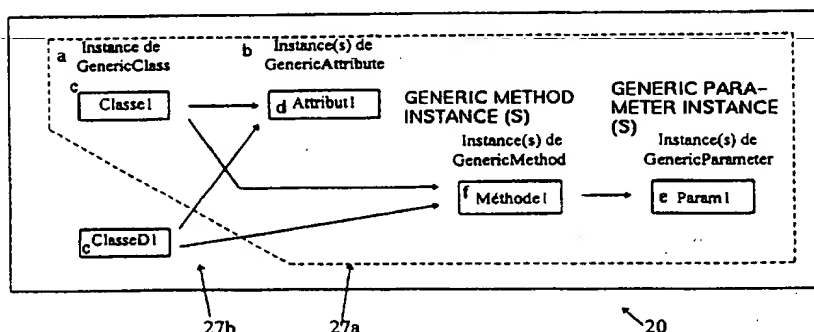 a Instance de
GenericClass
b Instance(s) de
GenericAttribute
c
Classe1
d Attribut1
GENERIC METHOD
INSTANCE (S)
GENERIC PARA-
METER INSTANCE
(S)
Instance(s) de
GenericMethod
Instance(s) de
GenericParameter
f Méthode1
e Param1
c ClasseD1
27b
27a
20